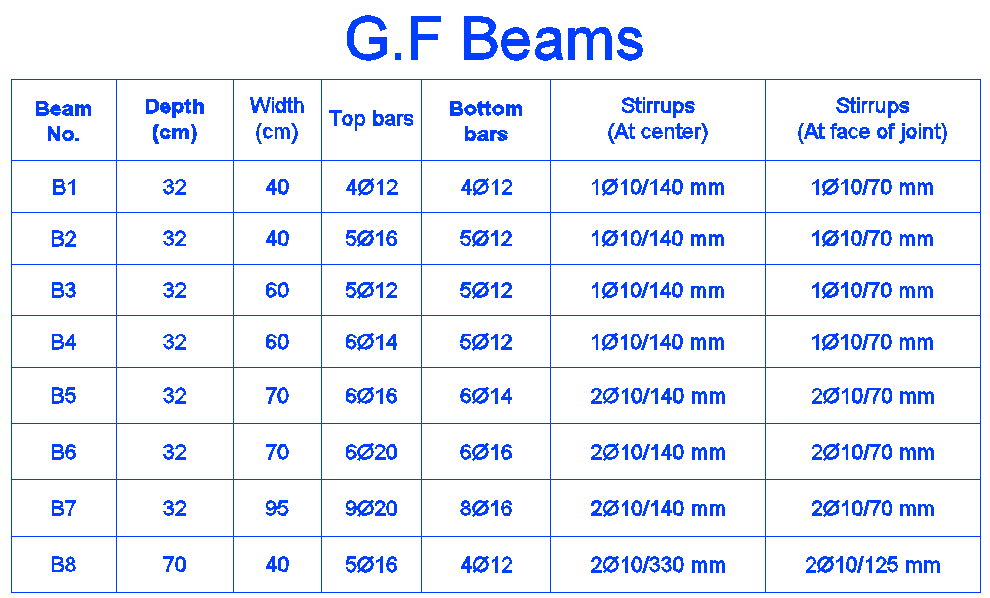 G.F Beams
Beam No. Depth (cm) Width (cm) Top bars Bottom bars Stirrups (At center) Stirrups (At face of joint)
B1 32 40 4Ø12 4Ø12 1Ø10/140 mm 1Ø10/70 mm
B2 32 40 5Ø16 5Ø12 1Ø10/140 mm 1Ø10/70 mm
B3 32 60 5Ø12 5Ø12 1Ø10/140 mm 1Ø10/70 mm
B4 32 60 6Ø14 5Ø12 1Ø10/140 mm 1Ø10/70 mm
B5 32 70 6Ø16 6Ø14 2Ø10/140 mm 2Ø10/70 mm
B6 32 70 6Ø20 6Ø16 2Ø10/140 mm 2Ø10/70 mm
B7 32 95 9Ø20 8Ø16 2Ø10/140 mm 2Ø10/70 mm
B8 70 40 5Ø16 4Ø12 2Ø10/330 mm 2Ø10/125 mm